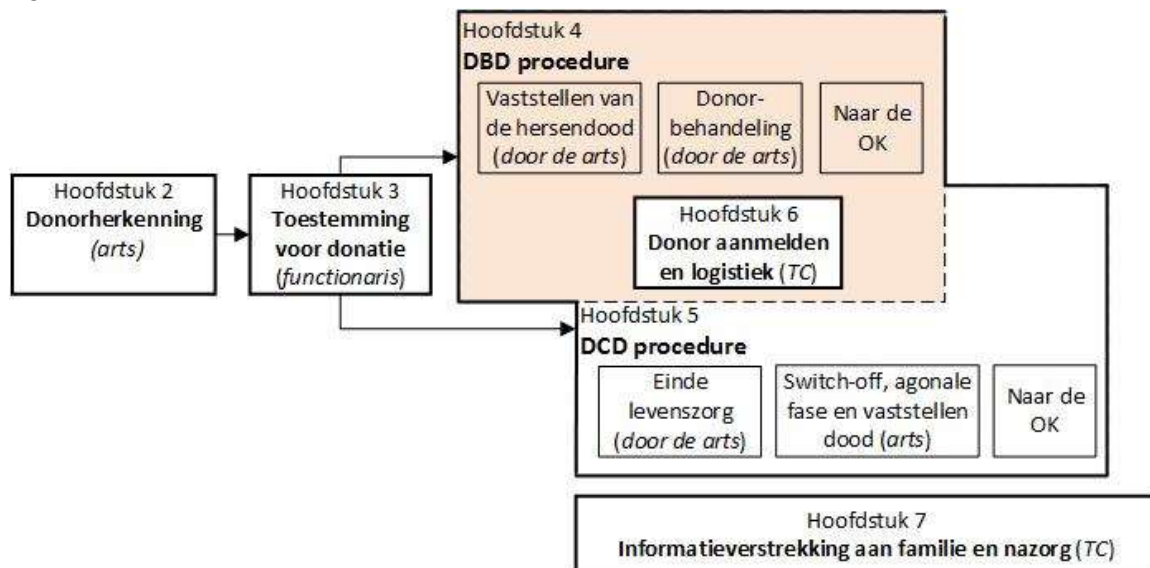 Hoofdstuk 4
DBD procedure
Vaststellen van
de hersendood
(door de arts)
Donor-
behandeling
(door de arts)
Naar de
OK
Hoofdstuk 2
Donorherkenning
(arts)
Hoofdstuk 3
Toestemming
voor donatie
(functionaris)
Hoofdstuk 6
Donor aanmelden
en logistiek (TC)
Hoofdstuk 5
DCD procedure
Einde
levenszorg
(door de arts)
Switch-off, agonale
fase en vaststellen
dood (arts)
Naar de
OK
Hoofdstuk 7
Informatieverstrekking aan familie en nazorg (TC)